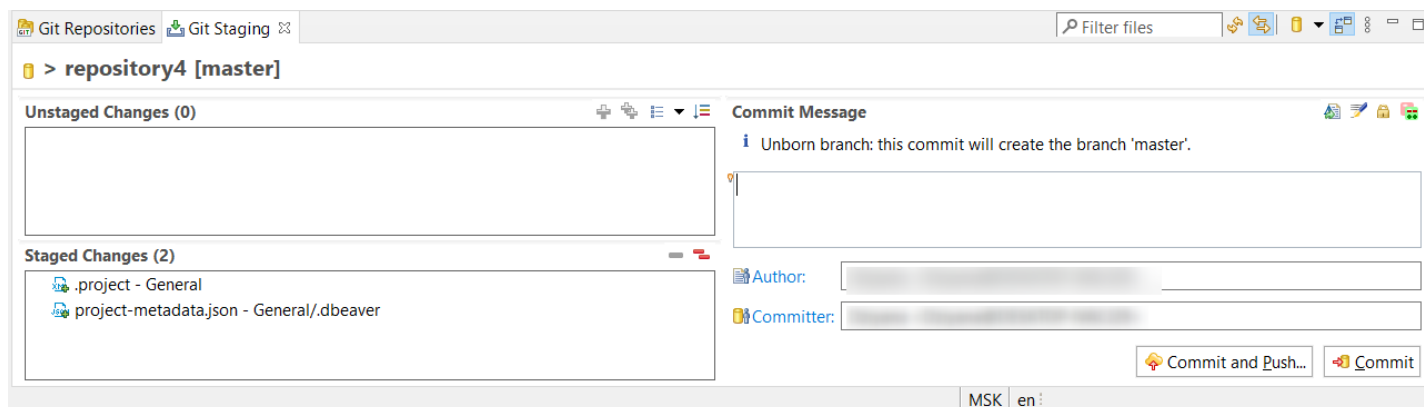 Git Repositories Git Staging Filter files
> repository4 [master]
Unstaged Changes (0)
Commit Message
Unborn branch: this commit will create the branch 'master'.
Staged Changes (2)
.project - General
project-metadata.json - General/.dbeaver
Author:
Committer:
Commit and Push... Commit
MSK en